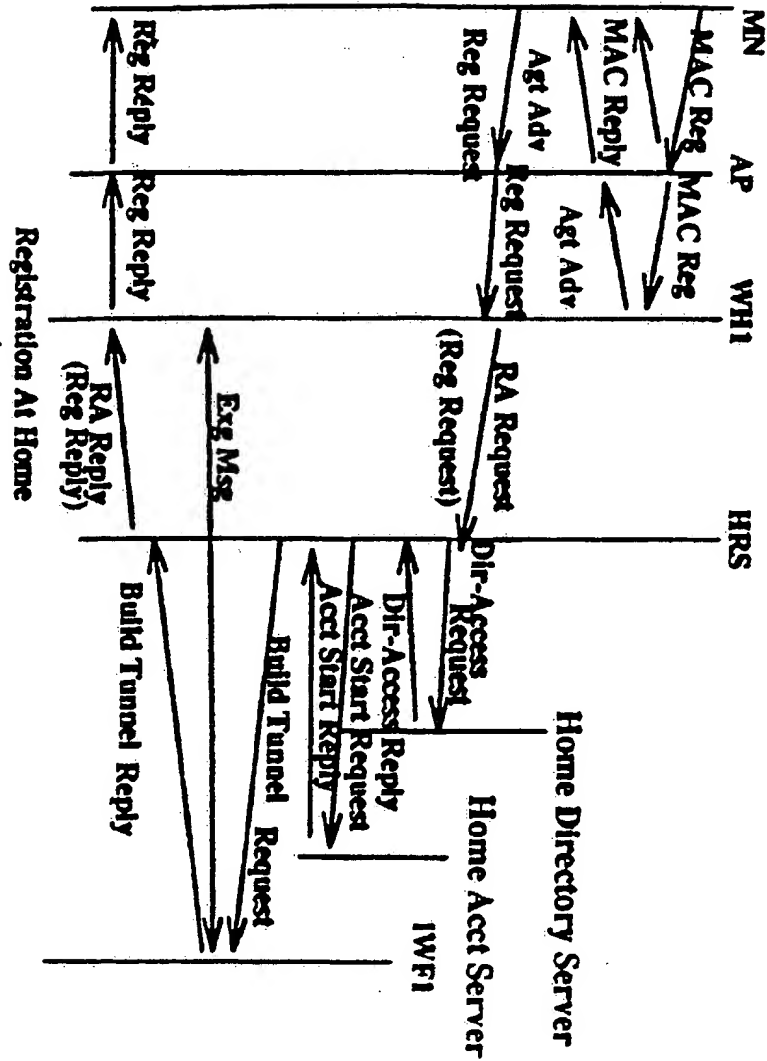 MN
AP
WH1
HRS
Home Directory Server
Home Acct Server
IWF1
MAC Reg
MAC Reg
MAC Reply
Agt Adv
Agt Adv
Reg Request
Reg Request
RA Request
(Reg Request)
Dir-Access
Request
Dir-Access Reply
Acct Start Request
Acct Start Reply
Build Tunnel Request
Exg Msg
Build Tunnel Reply
RA Reply
(Reg Reply)
Reg Reply
Reg Reply
Registration At Home